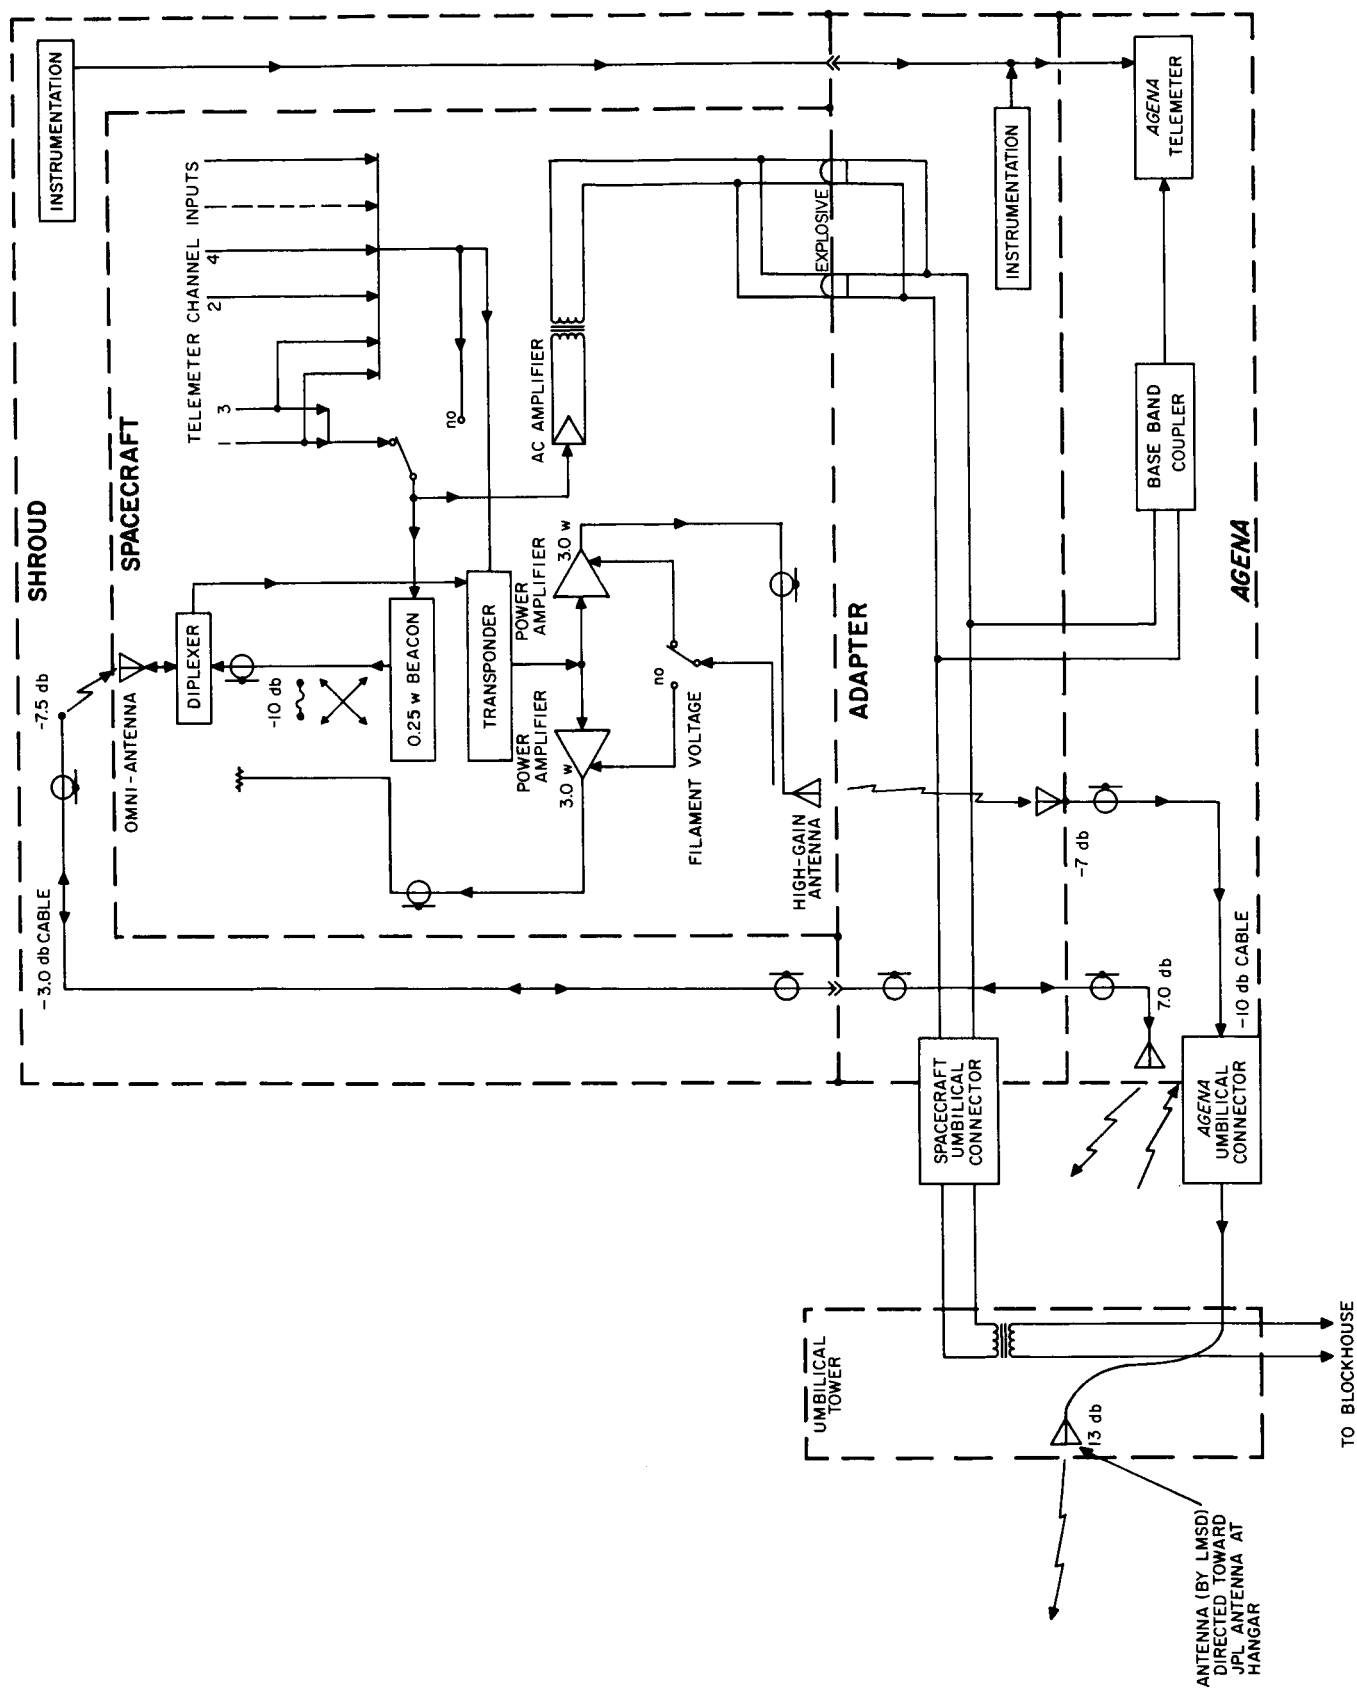 SHROUD
-3.0 db CABLE
-7.5 db
INSTRUMENTATION
SPACECRAFT
OMNI-ANTENNA
DIPLEXER
TELEMETER CHANNEL INPUTS
1
3
2
4
-10 db
0.25 w BEACON
no
TRANSPONDER
POWER
AMPLIFIER
3.0 w
POWER
AMPLIFIER
3.0 w
AC AMPLIFIER
no
FILAMENT VOLTAGE
HIGH-GAIN
ANTENNA
EXPLOSIVE
ADAPTER
INSTRUMENTATION
SPACECRAFT
UMBILICAL
CONNECTOR
-7 db
7.0 db
-10 db CABLE
AGENA
UMBILICAL
CONNECTOR
BASE BAND
COUPLER
AGENA
TELEMETER
AGENA
UMBILICAL
TOWER
13 db
ANTENNA (BY LMSD)
DIRECTED TOWARD
JPL ANTENNA AT
HANGAR
TO BLOCKHOUSE